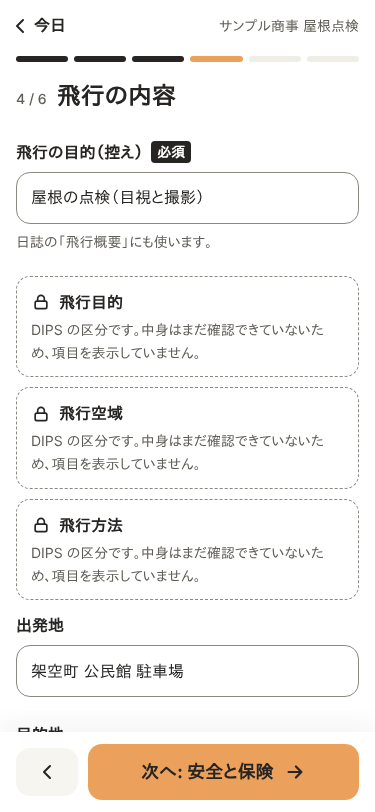 今日
サンプル商事 屋根点検
4 / 6 飛行の内容
飛行の目的（控え） 必須
屋根の点検（目視と撮影）
日誌の「飛行概要」にも使います。
飛行目的
DIPS の区分です。中身はまだ確認できていないた
め、項目を表示していません。
飛行空域
DIPS の区分です。中身はまだ確認できていないた
め、項目を表示していません。
飛行方法
DIPS の区分です。中身はまだ確認できていないた
め、項目を表示していません。
出発地
架空町 公民館 駐車場
目的地
次へ: 安全と保険 →